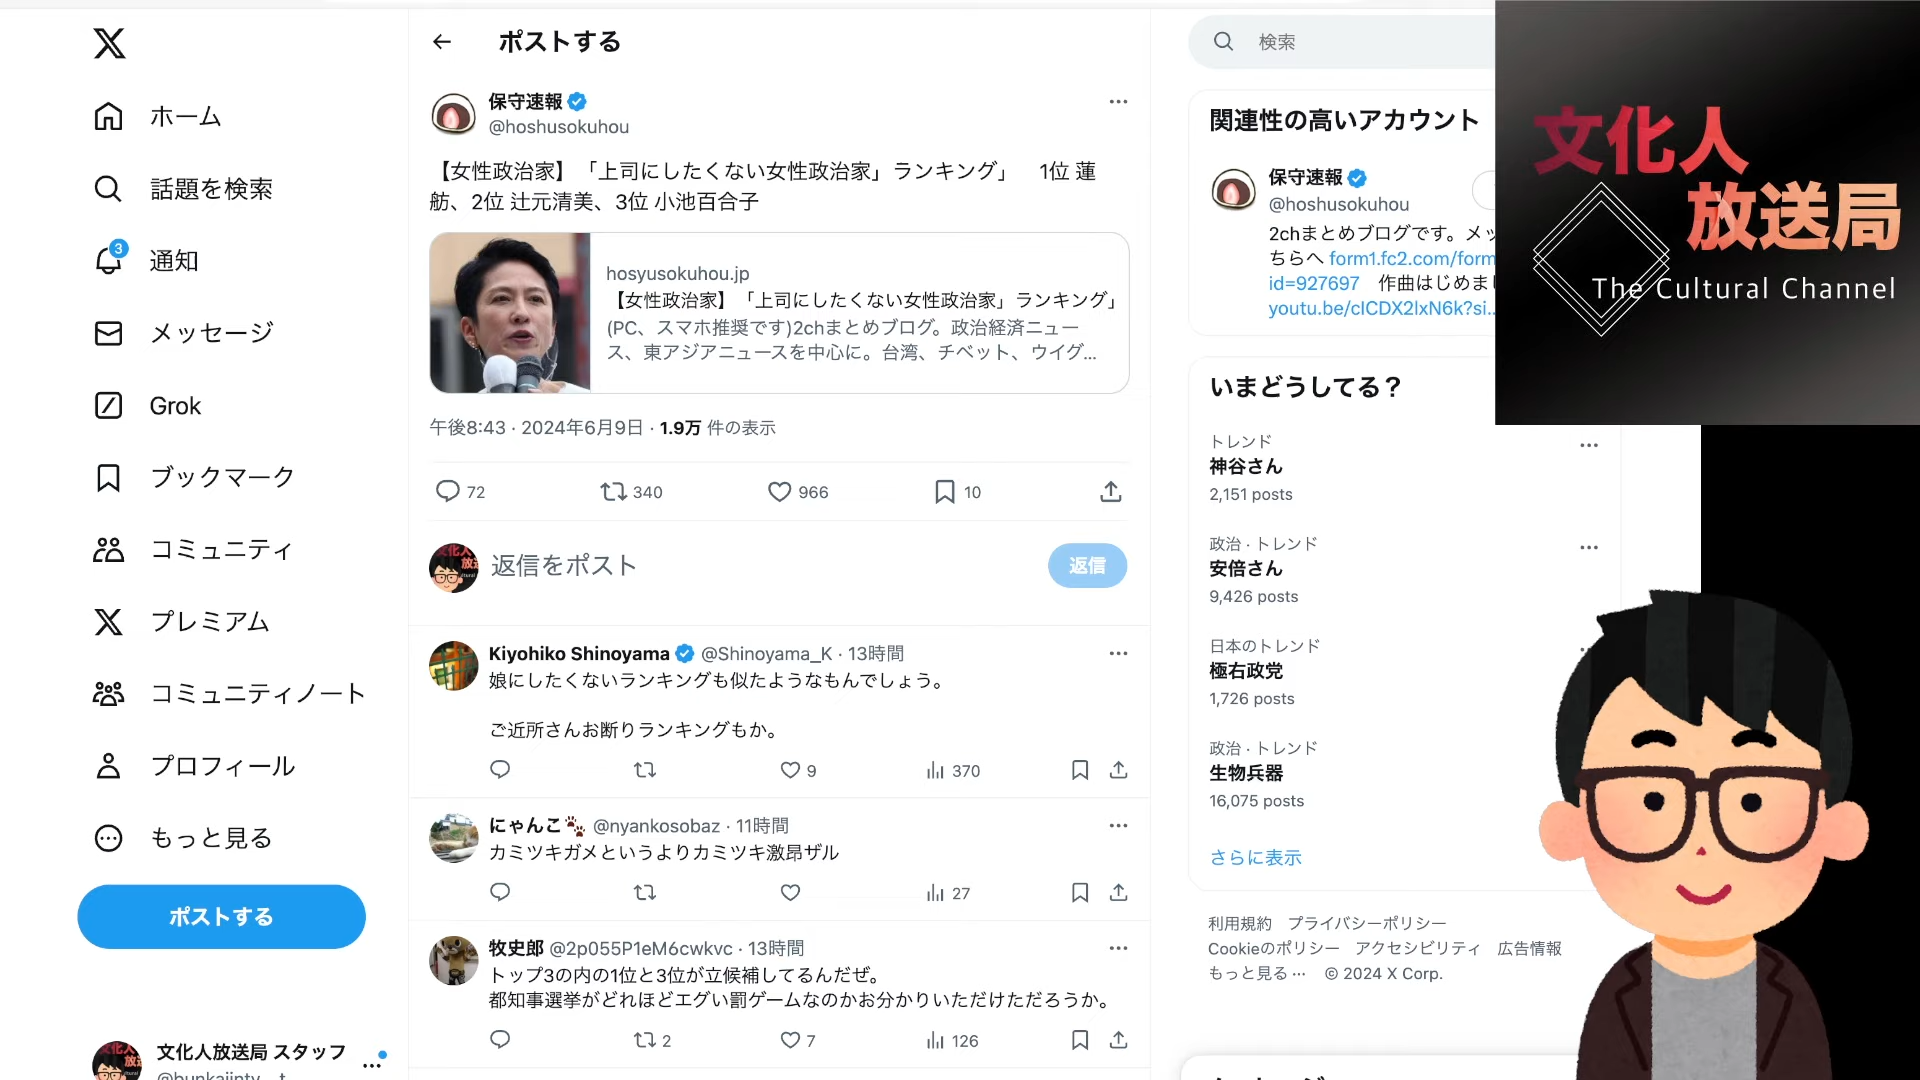 ホーム
話題を検索
3
通知
メッセージ
Grok
ブックマーク
コミュニティ
プレミアム
コミュニティノート
プロフィール
もっと見る
ポストする
文化人放送局 スタッフ
ポストする
保守速報
@hoshusokuhou
【女性政治家】「上司にしたくない女性政治家」ランキング」　1位 蓮
舫、2位 辻元清美、3位 小池百合子
hosyusokuhou.jp
【女性政治家】「上司にしたくない女性政治家」ランキング」
(PC、スマホ推奨です)2chまとめブログ。政治経済ニュー
ス、東アジアニュースを中心に。台湾、チベット、ウイグ...
午後8:43 · 2024年6月9日 · 1.9万 件の表示
72 340 966 10
返信をポスト
返信
Kiyohiko Shinoyama @Shinoyama_K · 13時間
娘にしたくないランキングも似たようなもんでしょう。
ご近所さんお断りランキングもか。
9 370
にゃんこ @nyankosobaz · 11時間
カミツキガメというよりカミツキ激昂ザル
27
牧史郎 @2p055P1eM6cwkvc · 13時間
トップ3の内の1位と3位が立候補してるんだぜ。
都知事選挙がどれほどエグい罰ゲームなのかお分かりいただけただろうか。
2 7 126
検索
関連性の高いアカウント
保守速報
@hoshusokuhou
2chまとめブログです。メッ
ちらへ form1.fc2.com/form
id=927697　作曲はじめまし
youtu.be/clCDX2lxN6k?si...
いまどうしてる？
トレンド
神谷さん
2,151 posts
政治 · トレンド
安倍さん
9,426 posts
日本のトレンド
極右政党
1,726 posts
政治 · トレンド
生物兵器
16,075 posts
さらに表示
利用規約　プライバシーポリシー
Cookieのポリシー　アクセシビリティ　広告情報
もっと見る ···　© 2024 X Corp.
文化人
放送局
The Cultural Channel